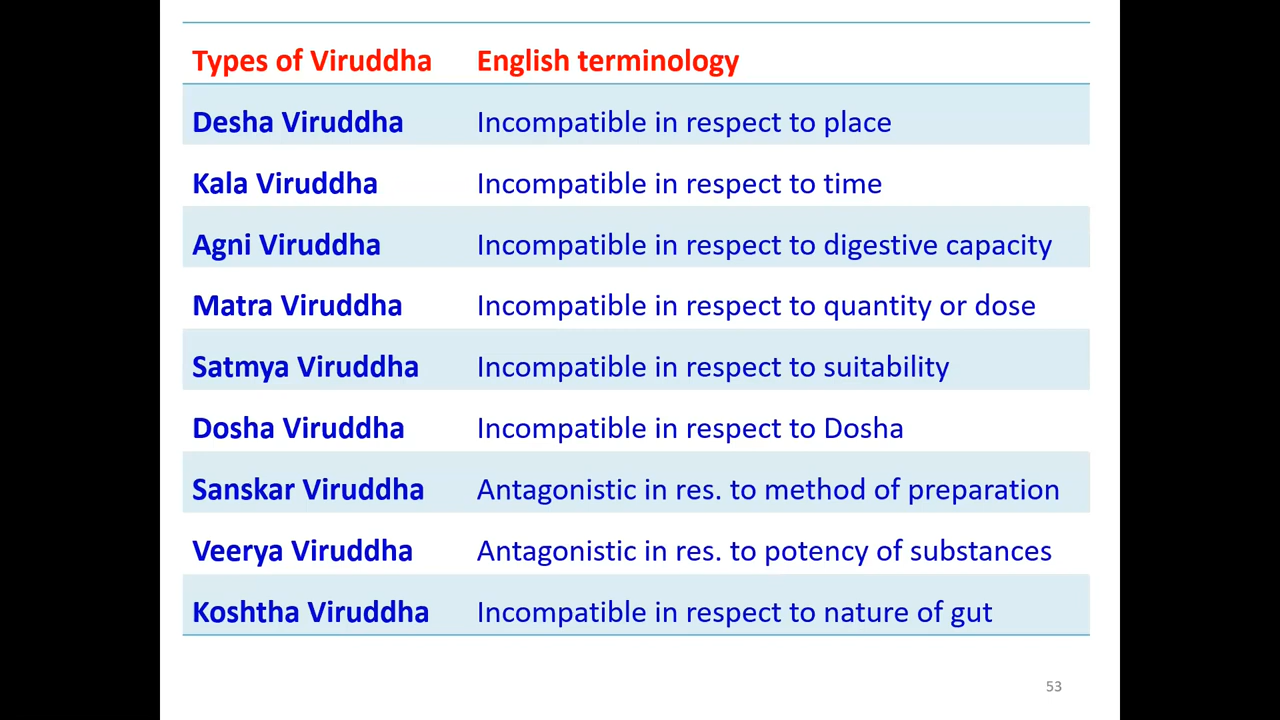 Types of Viruddha English terminology
Desha Viruddha Incompatible in respect to place
Kala Viruddha Incompatible in respect to time
Agni Viruddha Incompatible in respect to digestive capacity
Matra Viruddha Incompatible in respect to quantity or dose
Satmya Viruddha Incompatible in respect to suitability
Dosha Viruddha Incompatible in respect to Dosha
Sanskar Viruddha Antagonistic in res. to method of preparation
Veerya Viruddha Antagonistic in res. to potency of substances
Koshtha Viruddha Incompatible in respect to nature of gut
53